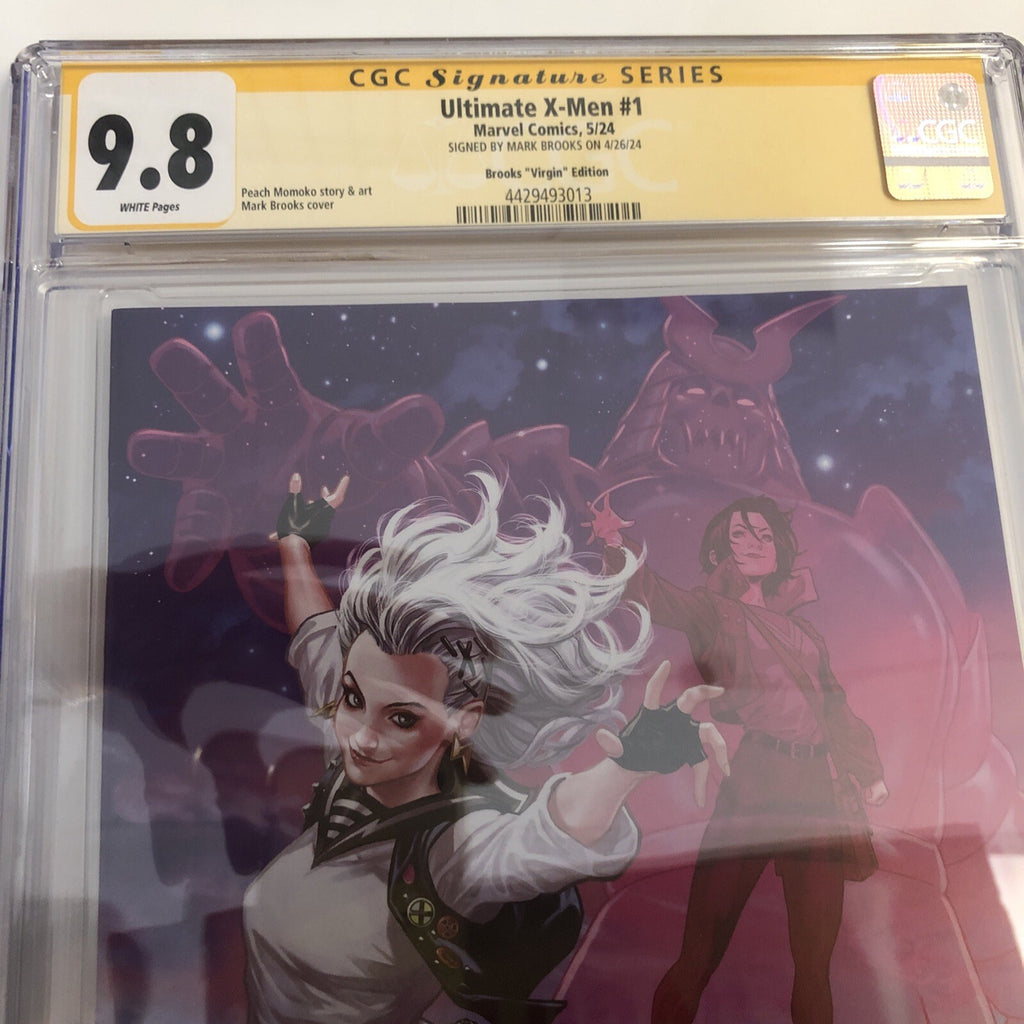 CGC Signature SERIES
9.8
WHITE Pages
Ultimate X-Men #1
Marvel Comics, 5/24
SIGNED BY MARK BROOKS ON 4/26/24
Brooks "Virgin" Edition
Peach Momoko story & art
Mark Brooks cover
4429493013
CGC